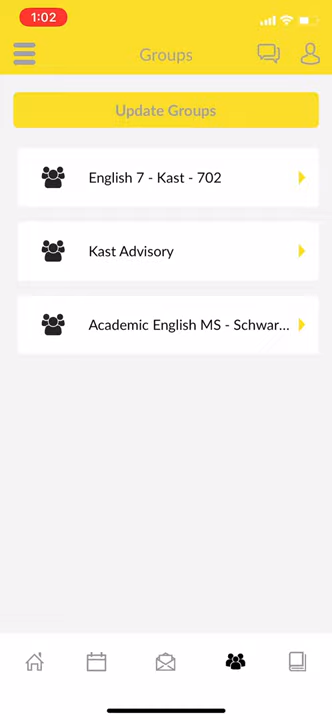 1:02
Groups
Update Groups
English 7 - Kast - 702
Kast Advisory
Academic English MS - Schwar...